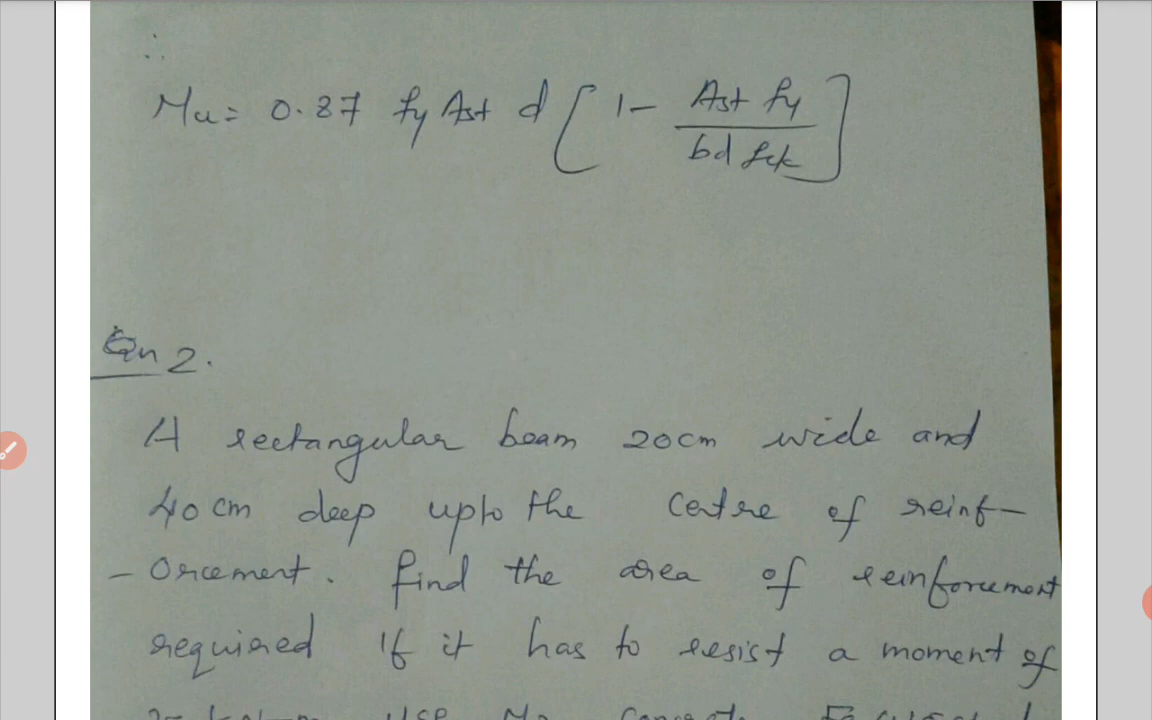 ∴
Mu = 0.87 fy Ast d [ 1 - Ast fy / bd fck ]
Qn 2.
A rectangular beam 20cm wide and
40 cm deep upto the centre of reinf-
- orcement. find the area of reinforcement
required If it has to resist a moment of